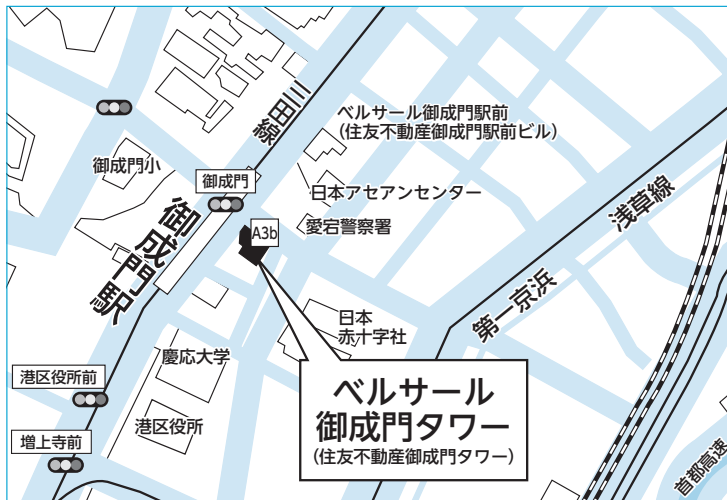 三田線
ベルサール御成門駅前
(住友不動産御成門駅前ビル)
御成門小
御成門
日本アセアンセンター
浅草線
A3b
愛宕警察署
御成門駅
第一京浜
日本
赤十字社
慶応大学
港区役所前
ベルサール
御成門タワー
(住友不動産御成門タワー)
港区役所
増上寺前
首都高速